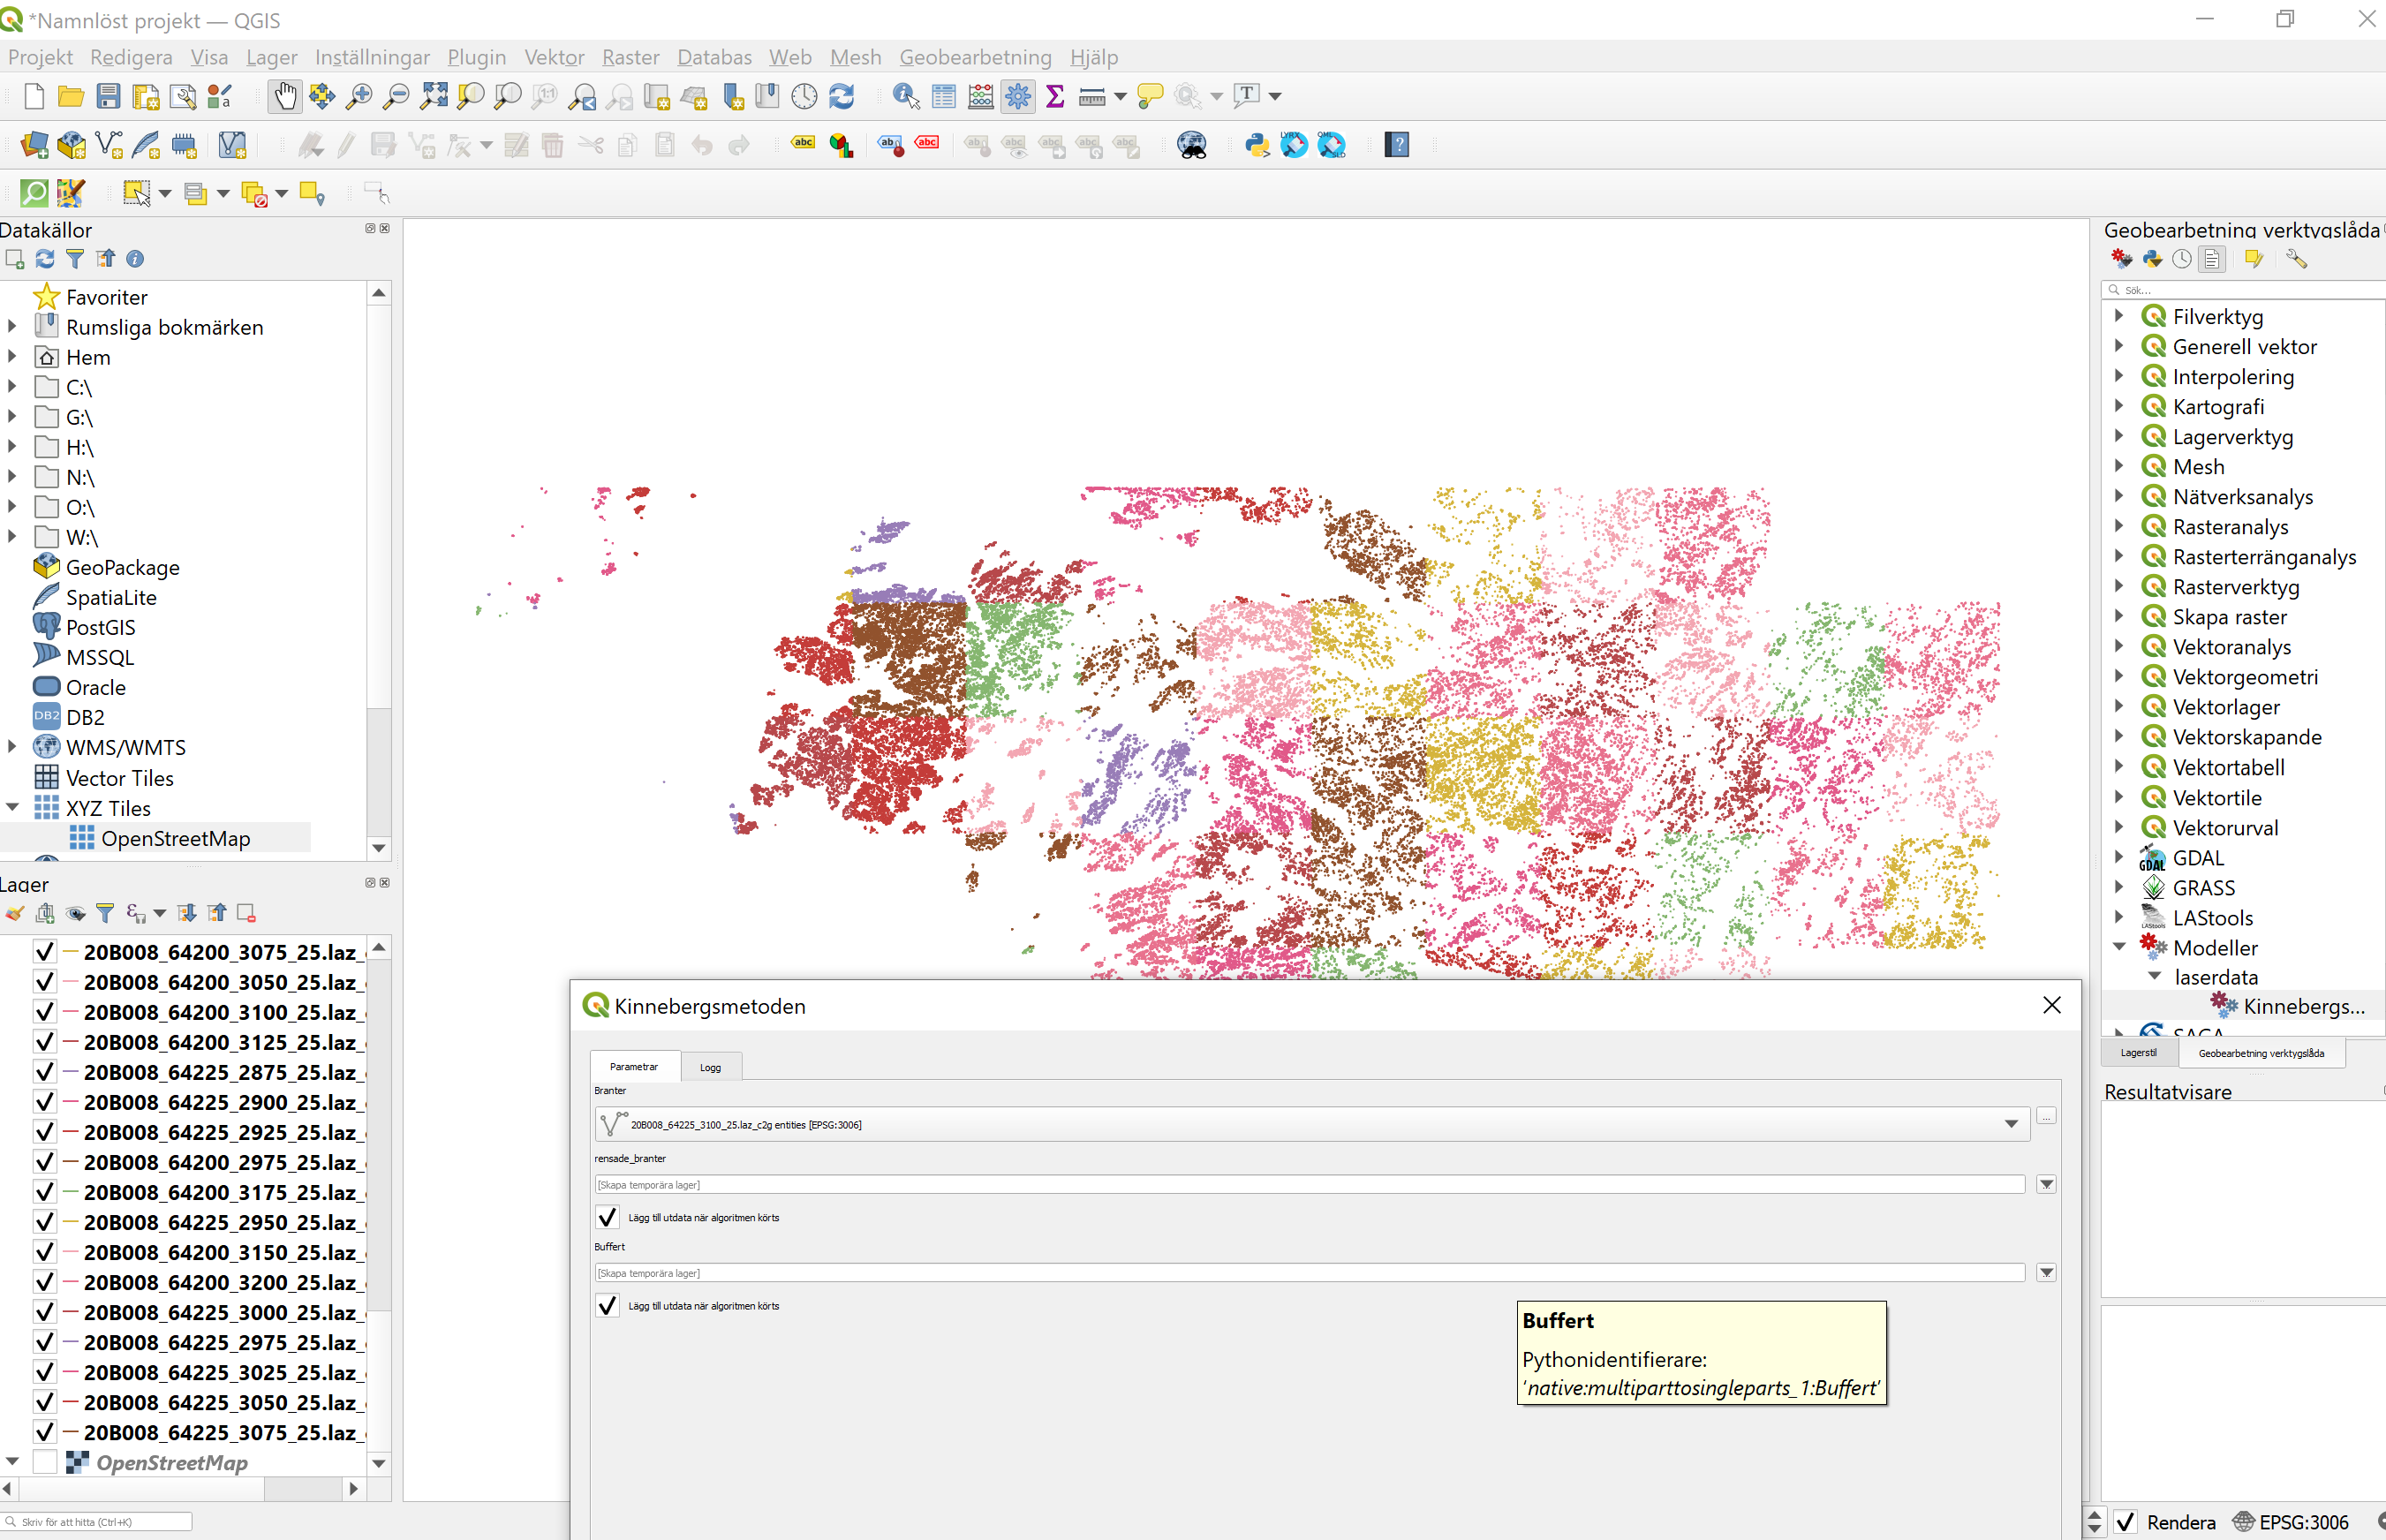 *Namnlöst projekt — QGIS
Projekt Redigera Visa Lager Inställningar Plugin Vektor Raster Databas Web Mesh Geobearbetning Hjälp
Datakällor
Favoriter
Rumsliga bokmärken
Hem
C:\
G:\
H:\
N:\
O:\
W:\
GeoPackage
SpatiaLite
PostGIS
MSSQL
Oracle
DB2 DB2
WMS/WMTS
Vector Tiles
XYZ Tiles
OpenStreetMap
Lager
20B008_64200_3075_25.laz_
20B008_64200_3050_25.laz_
20B008_64200_3100_25.laz_
20B008_64200_3125_25.laz_
20B008_64225_2875_25.laz_
20B008_64225_2900_25.laz_
20B008_64225_2925_25.laz_
20B008_64225_2975_25.laz_
20B008_64200_3175_25.laz_
20B008_64225_2950_25.laz_
20B008_64200_3150_25.laz_
20B008_64200_3200_25.laz_
20B008_64225_3000_25.laz_
20B008_64225_2975_25.laz_
20B008_64225_3025_25.laz_
20B008_64225_3050_25.laz_
20B008_64225_3075_25.laz_
OpenStreetMap
Skriv för att hitta (Ctrl+K)
Kinnebergsmetoden
Parametrar
Logg
Branter
20B008_64225_3100_25.laz_c2g entities [EPSG:3006]
...
rensade_branter
[Skapa temporära lager]
Lägg till utdata när algoritmen körts
Buffert
[Skapa temporära lager]
Lägg till utdata när algoritmen körts
Buffert
Pythonidentifierare:
‘native:multiparttosingleparts_1:Buffert’
Geobearbetning verktygslåda
Sök...
Filverktyg
Generell vektor
Interpolering
Kartografi
Lagerverktyg
Mesh
Nätverksanalys
Rasteranalys
Rasterterränganalys
Rasterverktyg
Skapa raster
Vektoranalys
Vektorgeometri
Vektorlager
Vektorskapande
Vektortabell
Vektortile
Vektorurval
GDAL GDAL
GRASS
LAStools
Modeller
laserdata
Kinnebergs...
SAGA
Lagerstil
Geobearbetning verktygslåda
Resultatvisare
Rendera
EPSG:3006